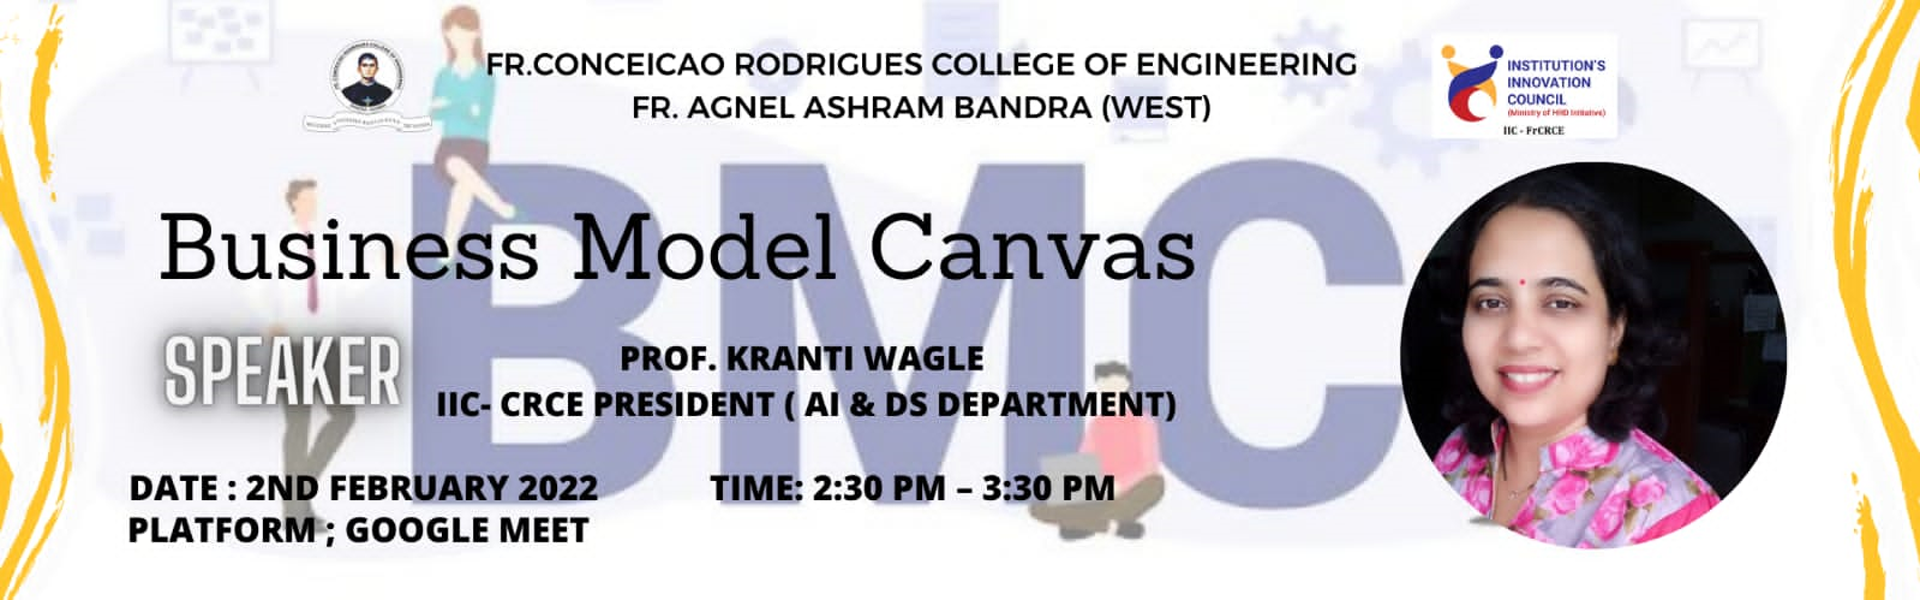 FR.CONCEICAO RODRIGUES COLLEGE OF ENGINEERING
FR. AGNEL ASHRAM BANDRA (WEST)
INSTITUTION'S
INNOVATION
COUNCIL
(Ministry of HRD Initiative)
IIC - FrCRCE
BMC
Business Model Canvas
SPEAKER
PROF. KRANTI WAGLE
IIC- CRCE PRESIDENT ( AI & DS DEPARTMENT)
DATE : 2ND FEBRUARY 2022
TIME: 2:30 PM – 3:30 PM
PLATFORM ; GOOGLE MEET